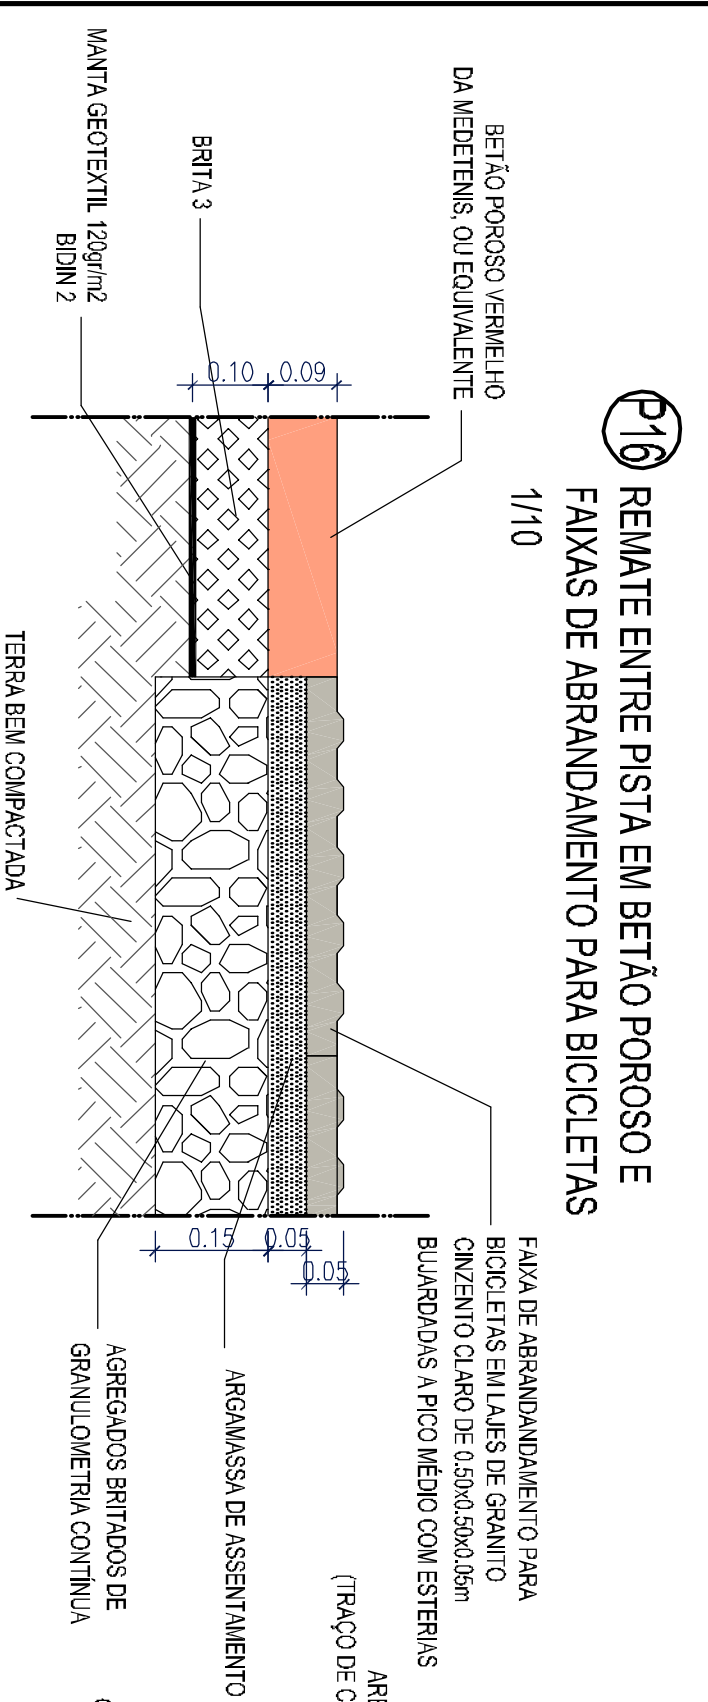 P16
REMATE ENTRE PISTA EM BETÃO POROSO E
FAIXAS DE ABRANDAMENTO PARA BICICLETAS
1/10
BETÃO POROSO VERMELHO
DA MEDETENIS, OU EQUIVALENTE
BRITA 3
MANTA GEOTEXTIL 120gr/m2
BIDIN 2
0.10
0.09
TERRA BEM COMPACTADA
0.15
0.05
0.05
FAIXA DE ABRANDANDAMENTO PARA
BICICLETAS EM LAJES DE GRANITO
CINZENTO CLARO DE 0.50x0.50x0.05m
BUJARDADAS A PICO MÉDIO COM ESTERIAS
ARGAMASSA DE ASSENTAMENTO
AGREGADOS BRITADOS DE
GRANULOMETRIA CONTÍNUA
(TRAÇO DE C